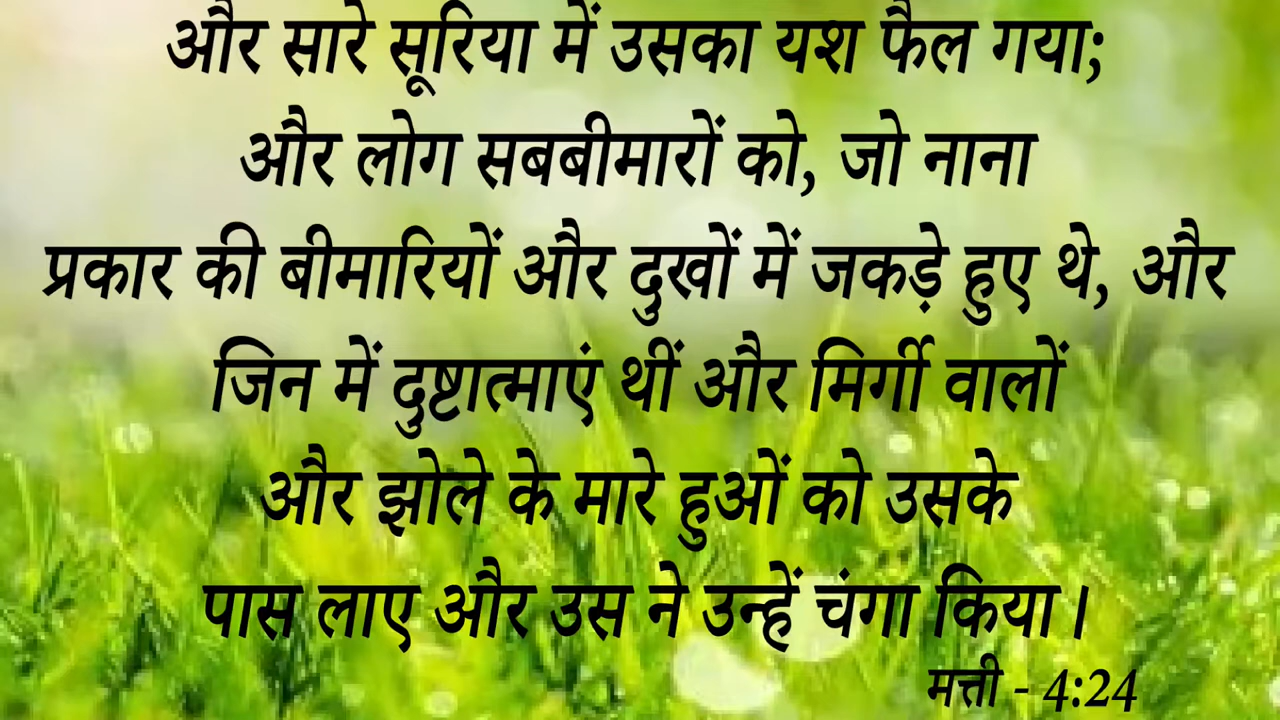 और सारे सूरिया में उसका यश फैल गया;
और लोग सबबीमारों को, जो नाना
प्रकार की बीमारियों और दुखों में जकड़े हुए थे, और
जिन में दुष्टात्माएं थीं और मिर्गी वालों
और झोले के मारे हुओं को उसके
पास लाए और उस ने उन्हें चंगा किया।
मत्ती - 4:24